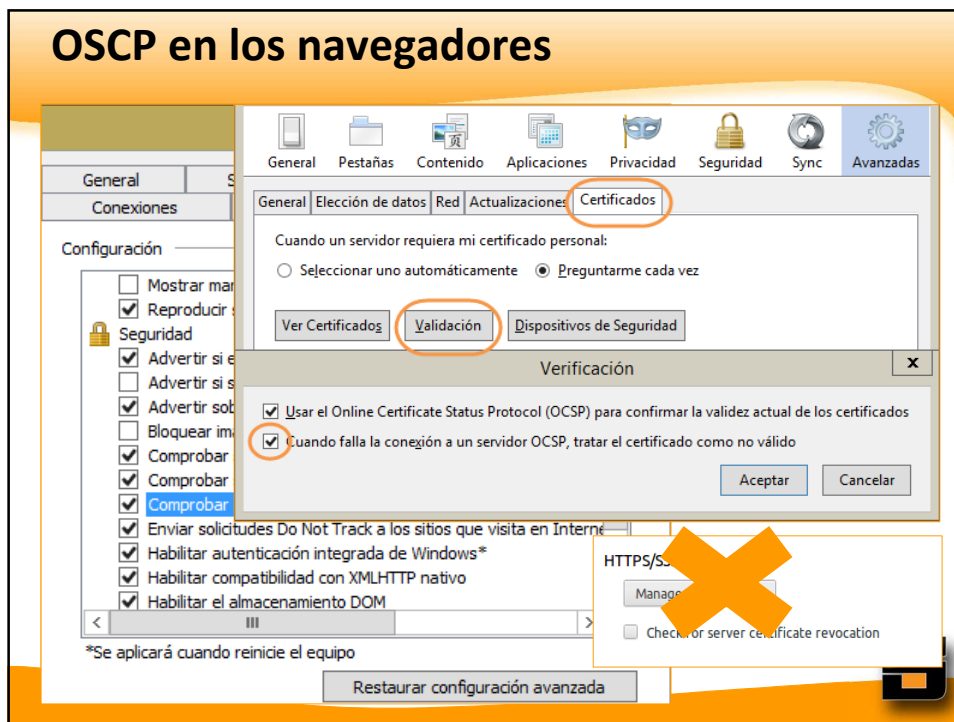 OSCP en los navegadores
General
Conexiones
Configuración
Mostrar
Reproducir
Seguridad
Advertir si
Advertir si
Advertir
Bloquear
Comprobar
Comprobar
Comprobar
Enviar solicitudes Do Not Track a los sitios que visita en
Habilitar autenticación integrada de Windows*
Habilitar compatibilidad con XMLHTTP nativo
Habilitar el almacenamiento DOM
*Se aplicará cuando reinicie el equipo
Restaurar configuración avanzada
General Pestañas Contenido Aplicaciones Privacidad Seguridad Sync Avanzadas
General Elección de datos Red Actualizaciones Certificados
Cuando un servidor requiera mi certificado personal:
Seleccionar uno automáticamente Preguntarme cada vez
Ver Certificados Validación Dispositivos de Seguridad
Verificación x
Usar el Online Certificate Status Protocol (OCSP) para confirmar la validez actual de los certificados
Cuando falla la conexión a un servidor OCSP, tratar el certificado como no válido
Aceptar Cancelar
Manage
for server certificate revocation